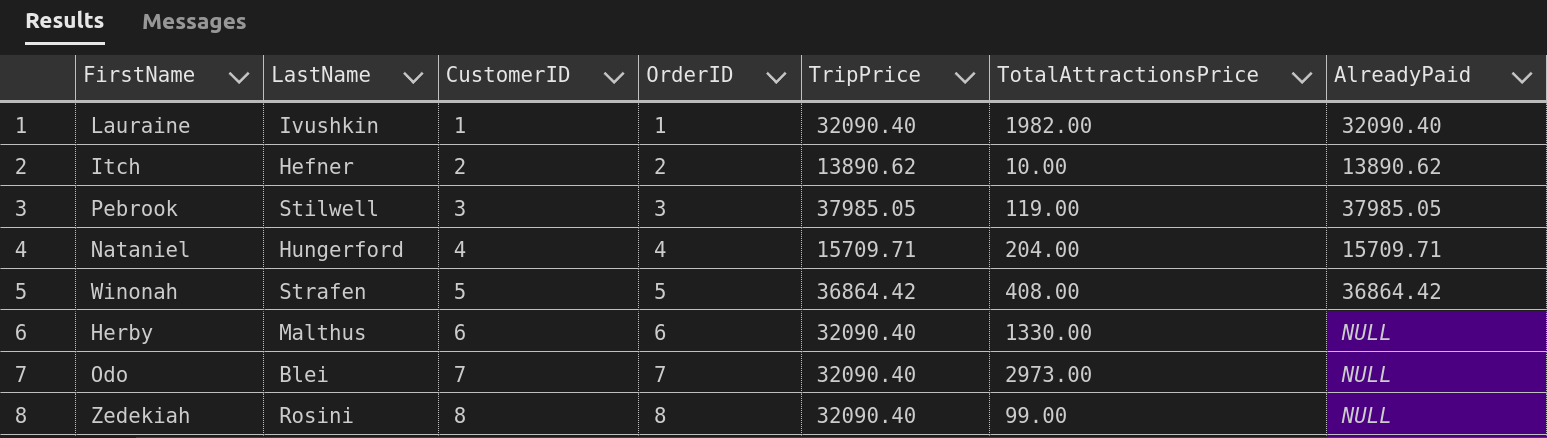 Results Messages
FirstName LastName CustomerID OrderID TripPrice TotalAttractionsPrice AlreadyPaid
1 Lauraine Ivushkin 1 1 32090.40 1982.00 32090.40
2 Itch Hefner 2 2 13890.62 10.00 13890.62
3 Pebrook Stilwell 3 3 37985.05 119.00 37985.05
4 Nataniel Hungerford 4 4 15709.71 204.00 15709.71
5 Winonah Strafen 5 5 36864.42 408.00 36864.42
6 Herby Malthus 6 6 32090.40 1330.00 NULL
7 Odo Blei 7 7 32090.40 2973.00 NULL
8 Zedekiah Rosini 8 8 32090.40 99.00 NULL